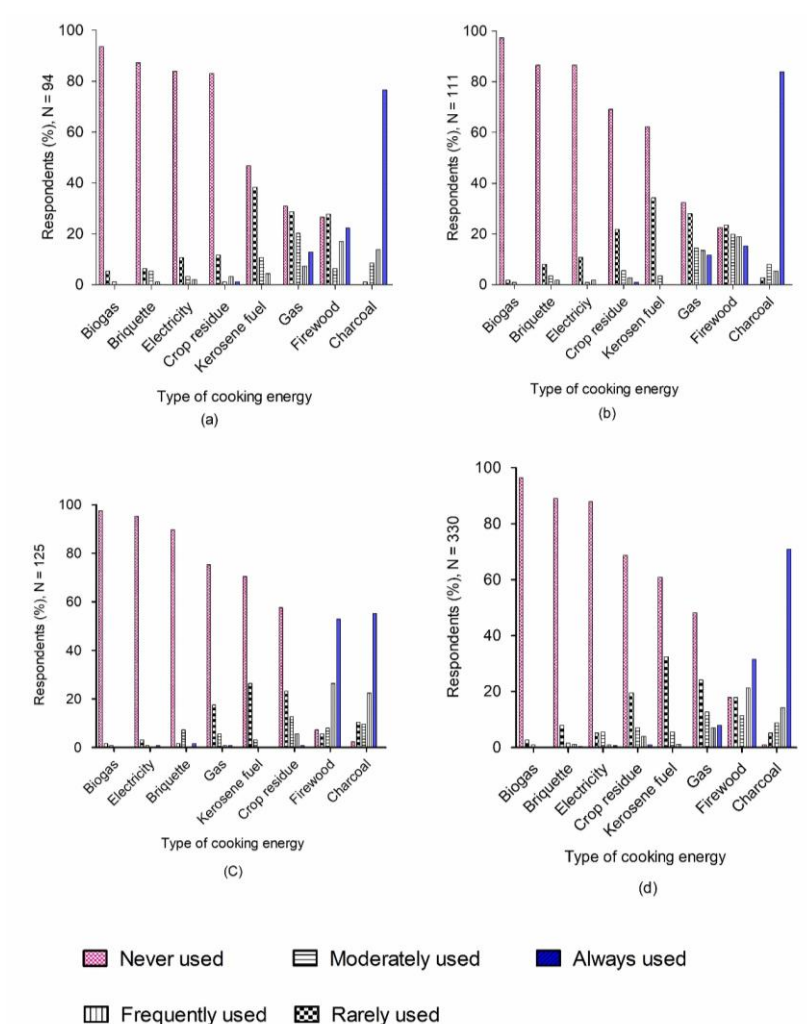 Respondents (%), N = 94
100
80
60
40
20
0
Biogas
Briquette
Electricity
Crop residue
Kerosene fuel
Gas
Firewood
Charcoal
Type of cooking energy
(a)
Respondents (%), N = 111
100
80
60
40
20
0
Biogas
Briquette
Electriciy
Crop residue
Kerosen fuel
Gas
Firewood
Charcoal
Type of cooking energy
(b)
Respondents (%), N = 125
100
80
60
40
20
0
Biogas
Electricity
Briquette
Gas
Kerosene fuel
Crop residue
Firewood
Charcoal
Type of cooking energy
(C)
Respondents (%), N = 330
100
80
60
40
20
0
Biogas
Briquette
Electricity
Crop residue
Kerosene fuel
Gas
Firewood
Charcoal
Type of cooking energy
(d)
Never used
Moderately used
Always used
Frequently used
Rarely used